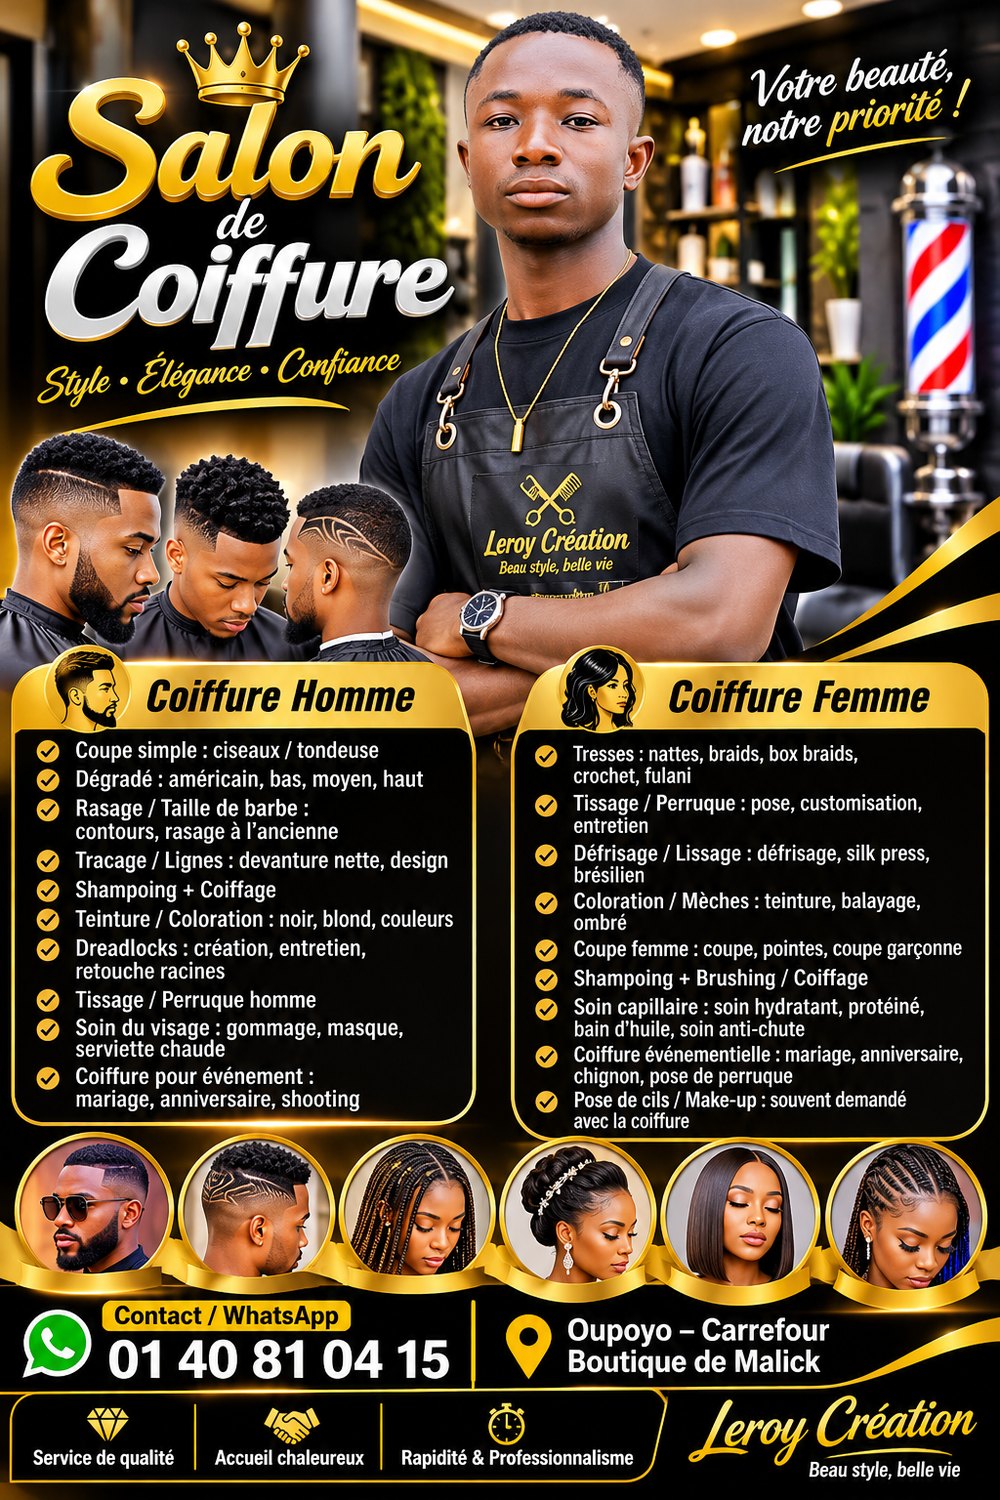 Salon
de
Coiffure
Style • Élégance • Confiance
Votre beauté,
notre priorité !
Leroy Création
Beau style, belle vie
Coiffure Homme
Coupe simple : ciseaux / tondeuse
Dégradé : américain, bas, moyen, haut
Rasage / Taille de barbe :
contours, rasage à l'ancienne
Tracage / Lignes : devanture nette, design
Shampoing + Coiffage
Teinture / Coloration : noir, blond, couleurs
Dreadlocks : création, entretien,
retouche racines
Tissage / Perruque homme
Soin du visage : gommage, masque,
serviette chaude
Coiffure pour événement :
mariage, anniversaire, shooting
Coiffure Femme
Tresses : nattes, braids, box braids,
crochet, fulani
Tissage / Perruque : pose, customisation,
entretien
Défrisage / Lissage : défrisage, silk press,
brésilien
Coloration / Mèches : teinture, balayage,
ombré
Coupe femme : coupe, pointes, coupe garçonne
Shampoing + Brushing / Coiffage
Soin capillaire : soin hydratant, protéiné,
bain d'huile, soin anti-chute
Coiffure événementielle : mariage, anniversaire,
chignon, pose de perruque
Pose de cils / Make-up : souvent demandé
avec la coiffure
Contact / WhatsApp
01 40 81 04 15
Oupoyo – Carrefour
Boutique de Malick
Service de qualité
Accueil chaleureux
Rapidité & Professionnalisme
Leroy Création
Beau style, belle vie